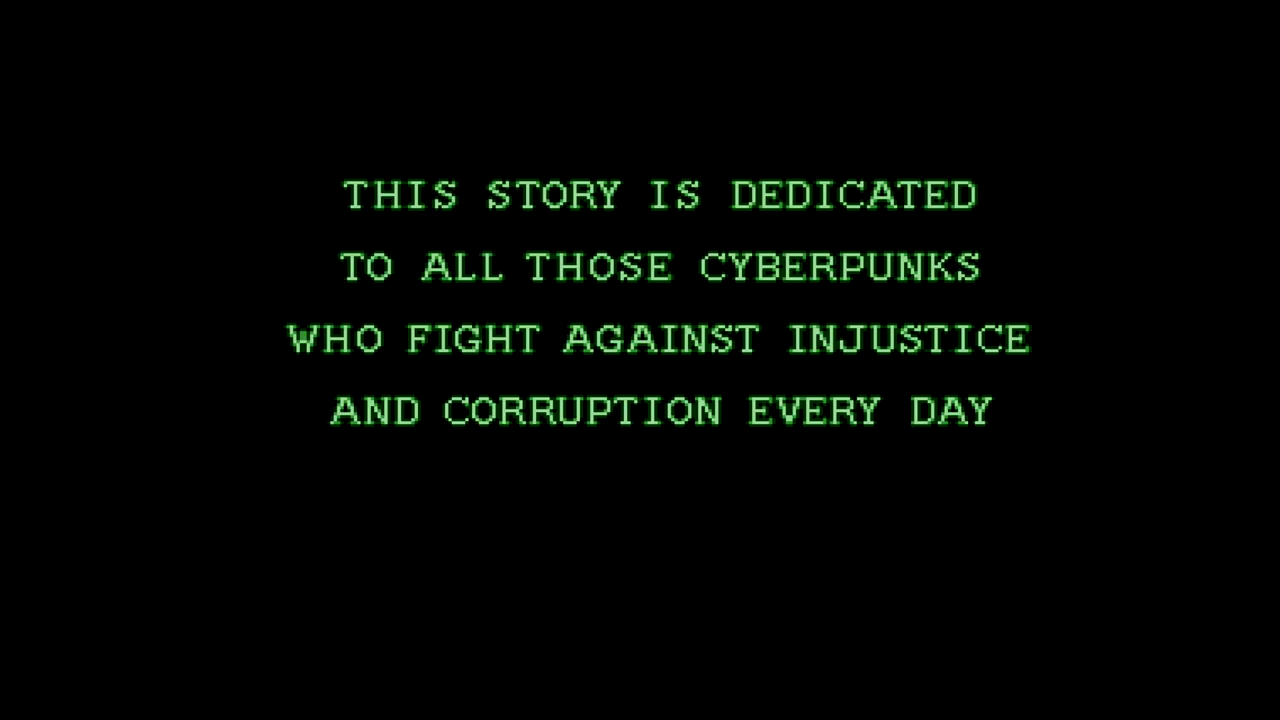 THIS STORY IS DEDICATED
TO ALL THOSE CYBERPUNKS
WHO FIGHT AGAINST INJUSTICE
AND CORRUPTION EVERY DAY